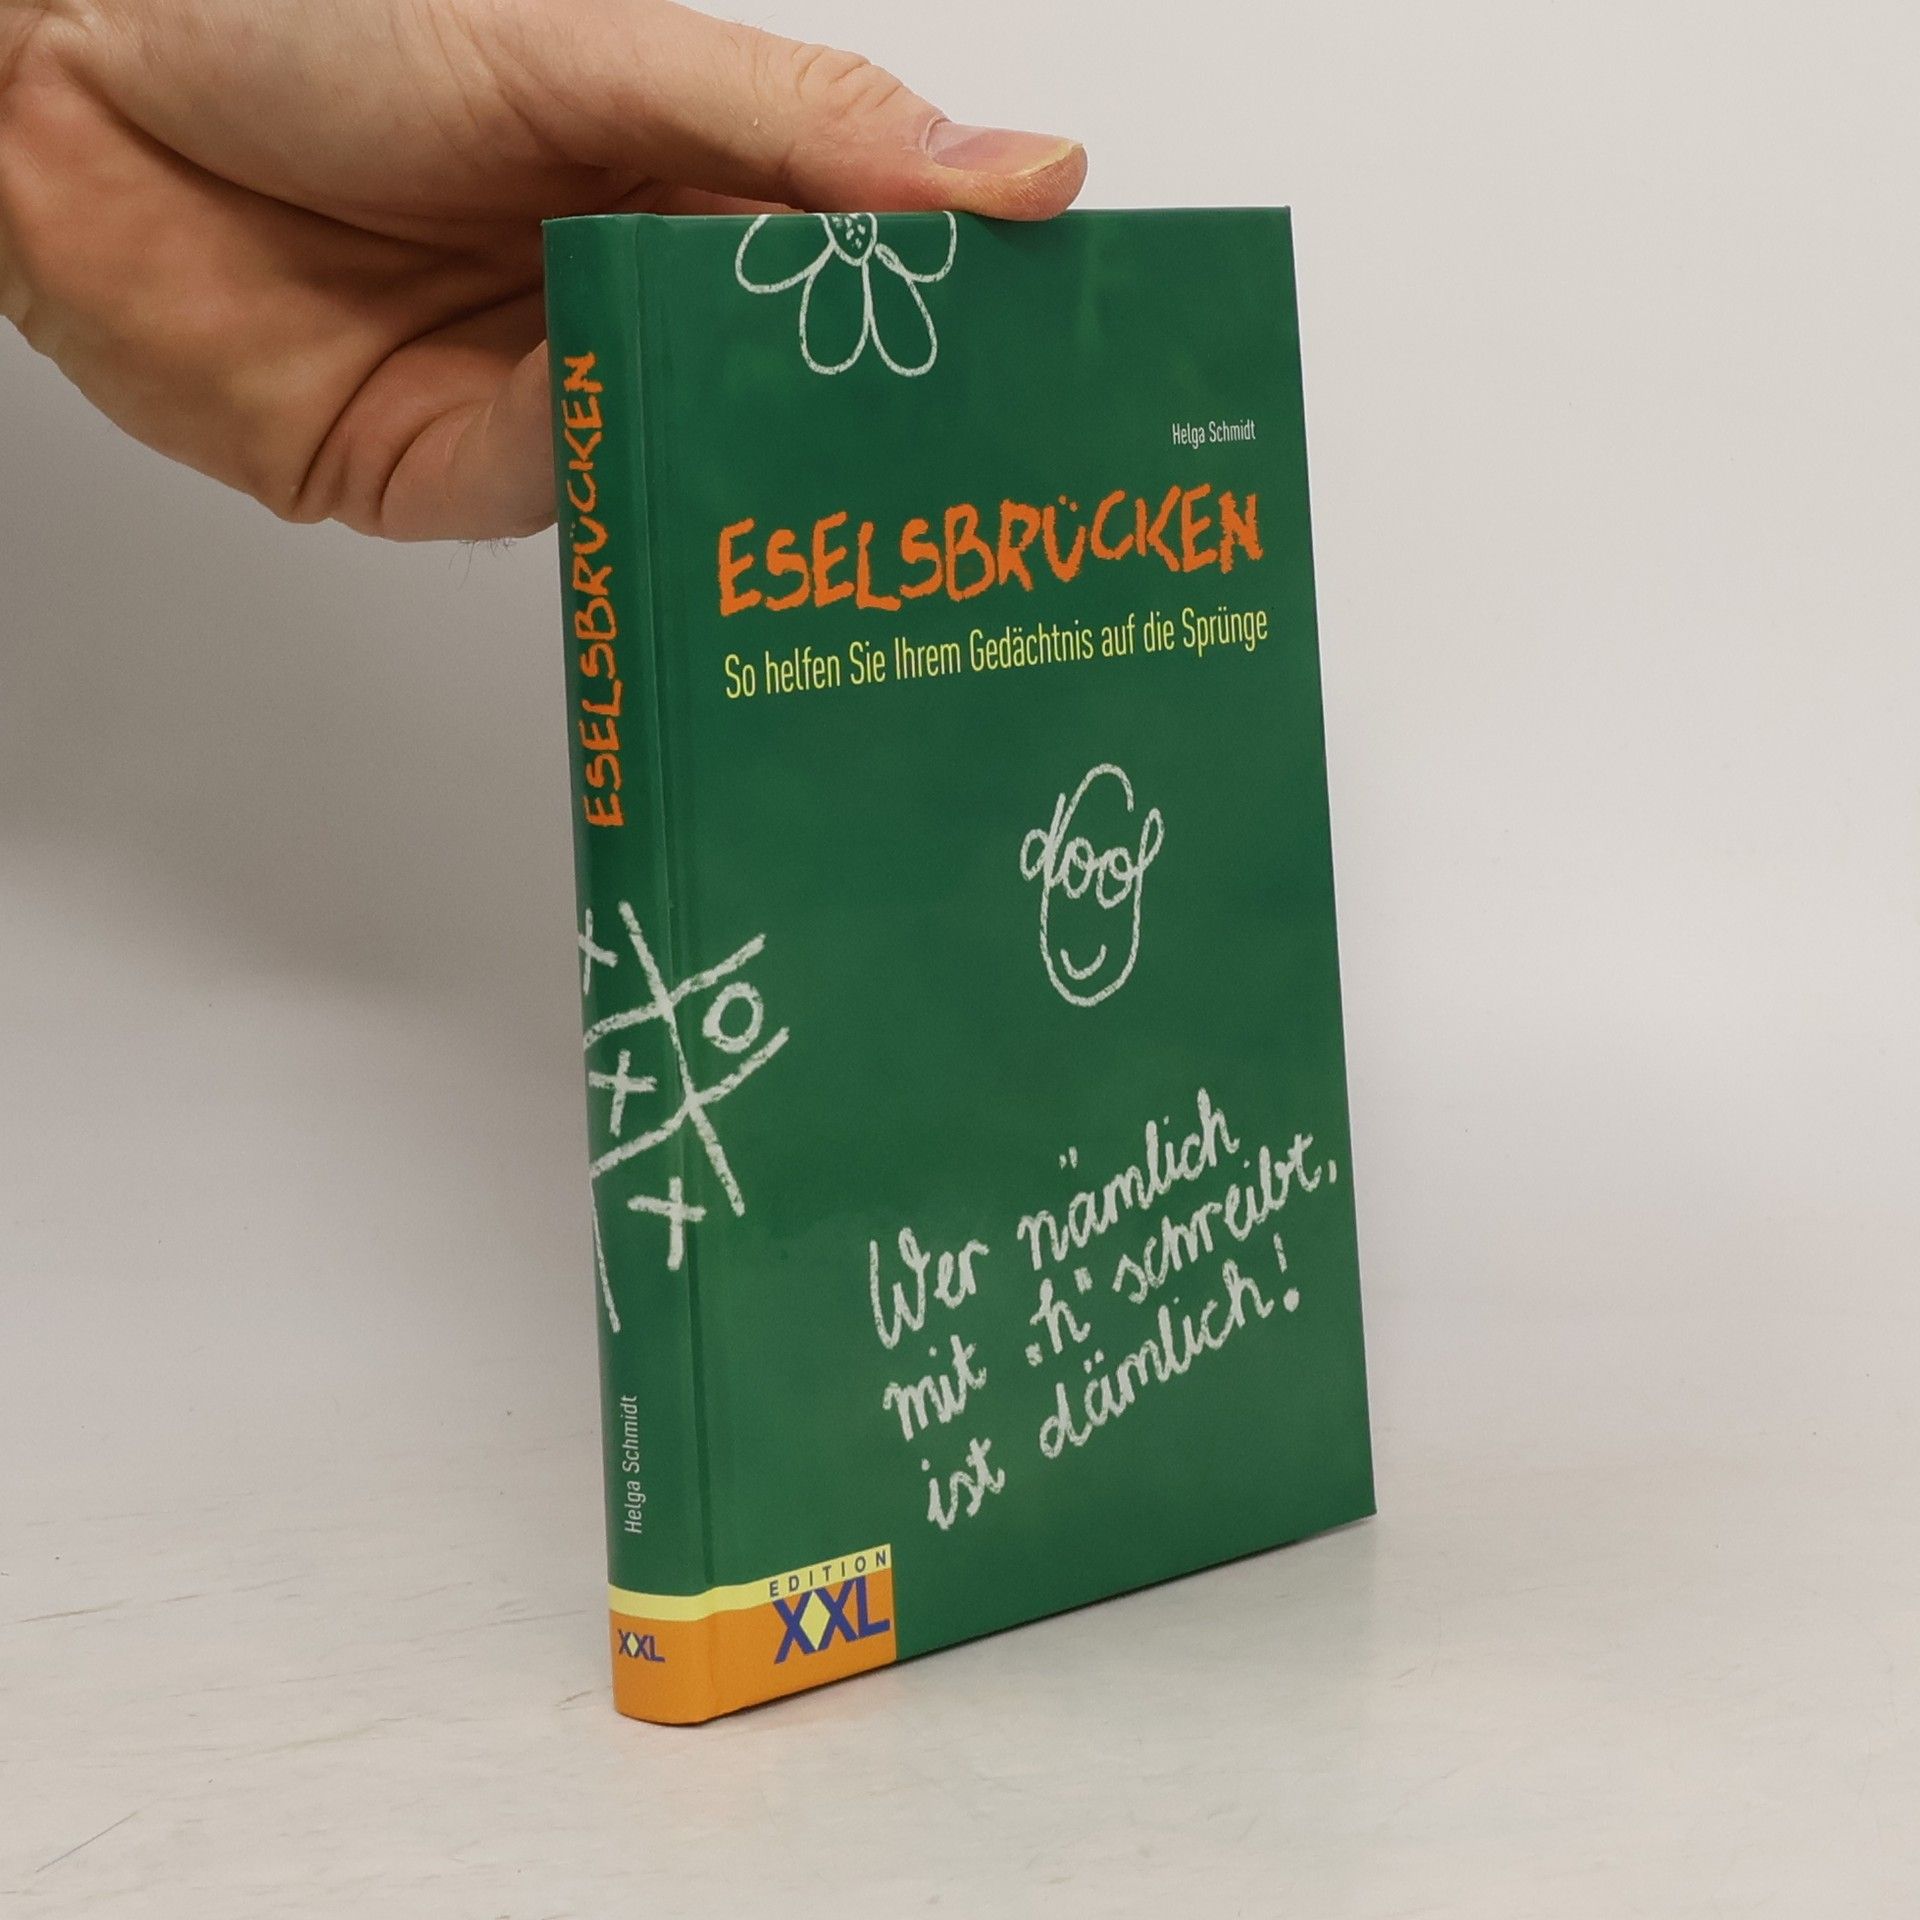 Helga Schmidt
ESELSBRÜCKEN
So helfen Sie Ihrem Gedächtnis auf die Sprünge
doof
Wer nämlich
mit „h" schreibt,
ist dämlich!
EDITION
XXL
ESELSBRÜCKEN
Helga Schmidt
XXL